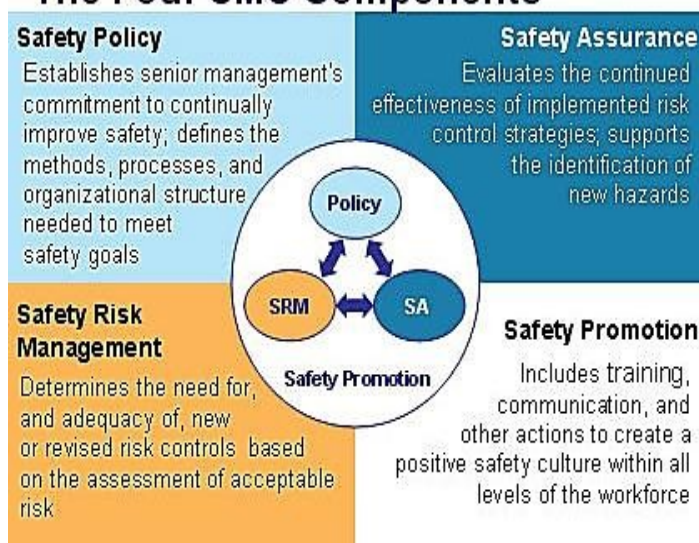 The Four SMS Components
Safety Policy
Establishes senior management's
commitment to continually
improve safety; defines the
methods, processes, and
organizational structure
needed to meet
safety goals
Safety Assurance
Evaluates the continued
effectiveness of implemented risk
control strategies; supports
the identification of
new hazards
Policy
SRM
SA
Safety Promotion
Safety Risk
Management
Determines the need for,
and adequacy of, new
or revised risk controls based
on the assessment of acceptable
risk
Safety Promotion
Includes training,
communication, and
other actions to create a
positive safety culture within all
levels of the workforce